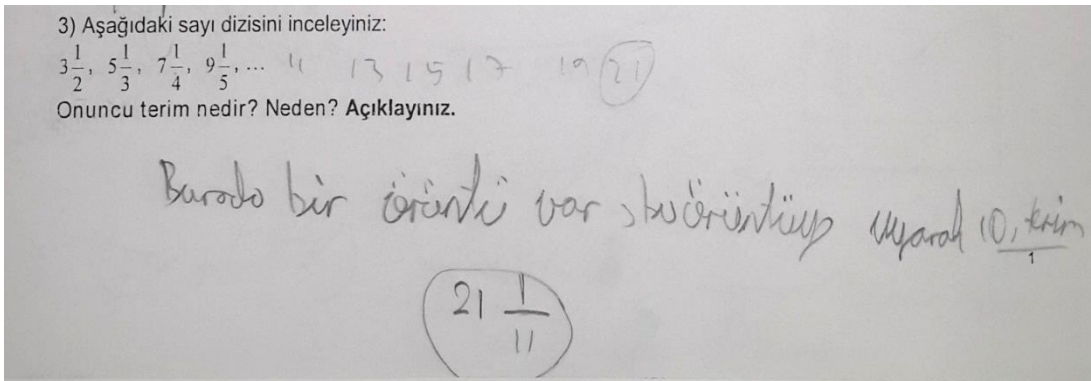 3) Aşağıdaki sayı dizisini inceleyiniz:
3 1/2, 5 1/3, 7 1/4, 9 1/5, ... 11 13 15 17 19 21
Onuncu terim nedir? Neden? Açıklayınız.
Burada bir örüntü var, bu örüntüye uyarak 10. terim
1
21 1/11